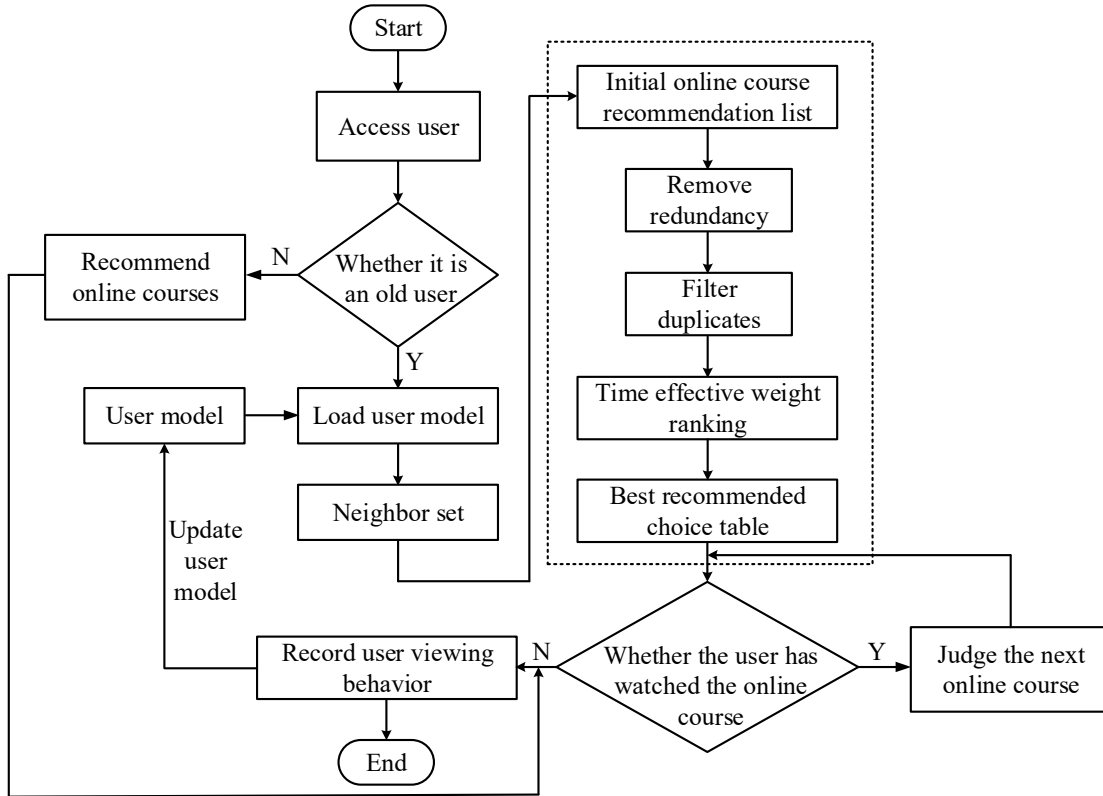 Start
Access user
Whether it is
an old user
N
Recommend
online courses
Y
User model
Load user model
Neighbor set
Update
user
model
Initial online course
recommendation list
Remove
redundancy
Filter
duplicates
Time effective weight
ranking
Best recommended
choice table
Whether the user has
watched the online
course
Y
Judge the next
online course
N
Record user viewing
behavior
End